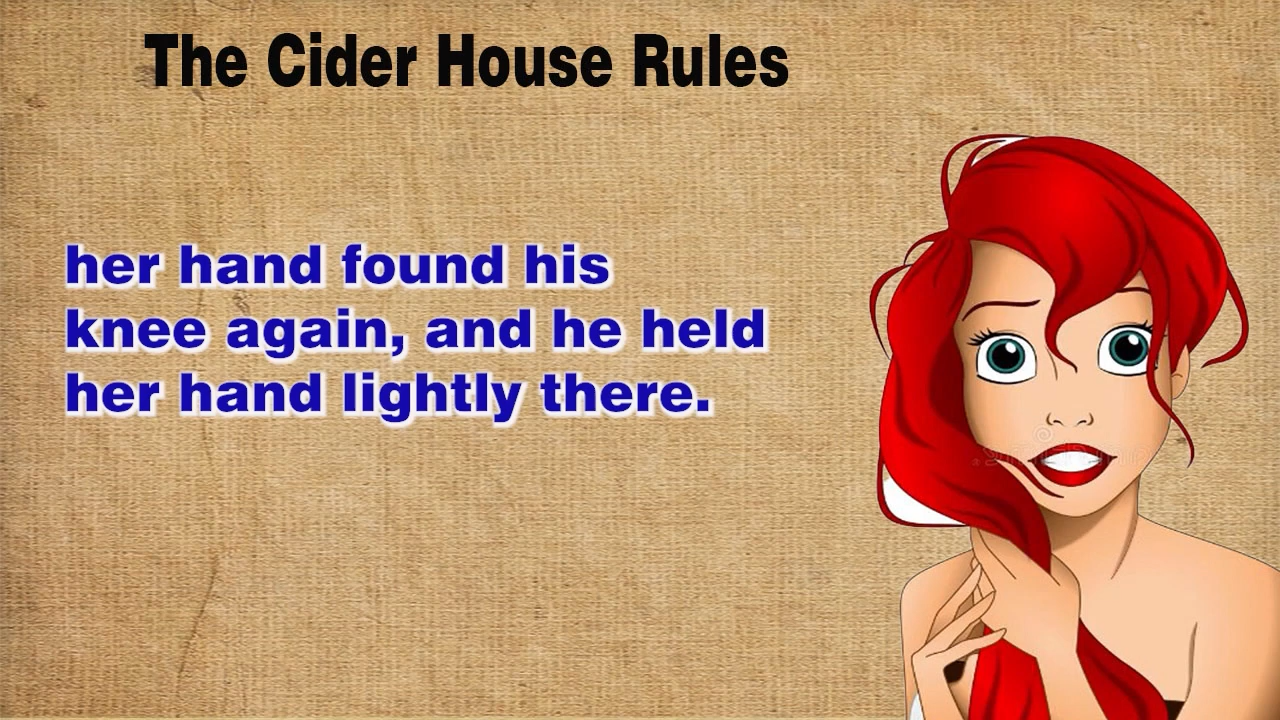 The Cider House Rules
her hand found his
knee again, and he held
her hand lightly there.